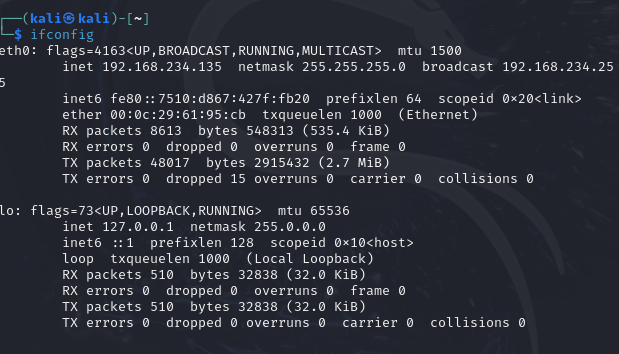 ┌──(kali㉿kali)-[~]
└─$ ifconfig
eth0: flags=4163<UP,BROADCAST,RUNNING,MULTICAST>  mtu 1500
        inet 192.168.234.135  netmask 255.255.255.0  broadcast 192.168.234.25
5
        inet6 fe80::7510:d867:427f:fb20  prefixlen 64  scopeid 0×20<link>
        ether 00:0c:29:61:95:cb  txqueuelen 1000  (Ethernet)
        RX packets 8613  bytes 548313 (535.4 KiB)
        RX errors 0  dropped 0  overruns 0  frame 0
        TX packets 48017  bytes 2915432 (2.7 MiB)
        TX errors 0  dropped 15 overruns 0  carrier 0  collisions 0

lo: flags=73<UP,LOOPBACK,RUNNING>  mtu 65536
        inet 127.0.0.1  netmask 255.0.0.0
        inet6 ::1  prefixlen 128  scopeid 0×10<host>
        loop  txqueuelen 1000  (Local Loopback)
        RX packets 510  bytes 32838 (32.0 KiB)
        RX errors 0  dropped 0  overruns 0  frame 0
        TX packets 510  bytes 32838 (32.0 KiB)
        TX errors 0  dropped 0 overruns 0  carrier 0  collisions 0